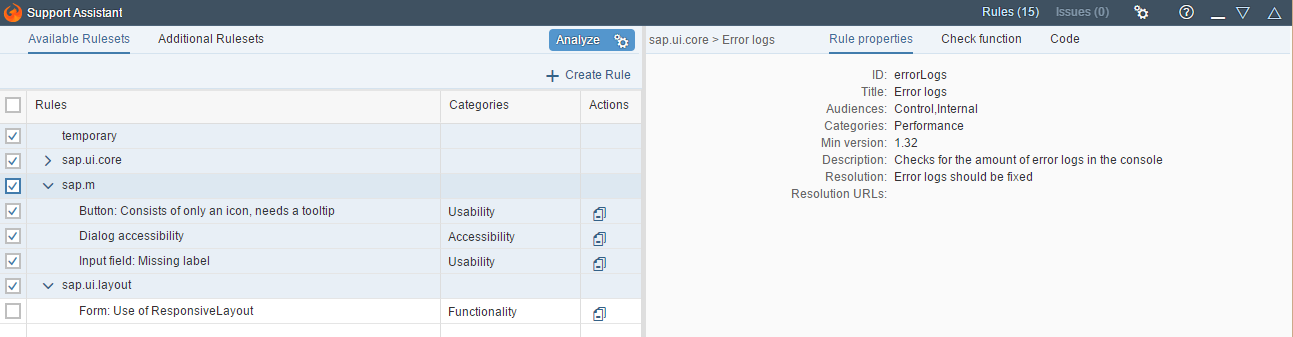 Support Assistant Rules (15) Issues (0)
Available Rulesets Additional Rulesets Analyze
Create Rule
Rules Categories Actions
temporary
sap.ui.core
sap.m
Button: Consists of only an icon, needs a tooltip Usability
Dialog accessibility Accessibility
Input field: Missing label Usability
sap.ui.layout
Form: Use of ResponsiveLayout Functionality
sap.ui.core > Error logs Rule properties Check function Code
ID: errorLogs
Title: Error logs
Audiences: Control,Internal
Categories: Performance
Min version: 1.32
Description: Checks for the amount of error logs in the console
Resolution: Error logs should be fixed
Resolution URLs: